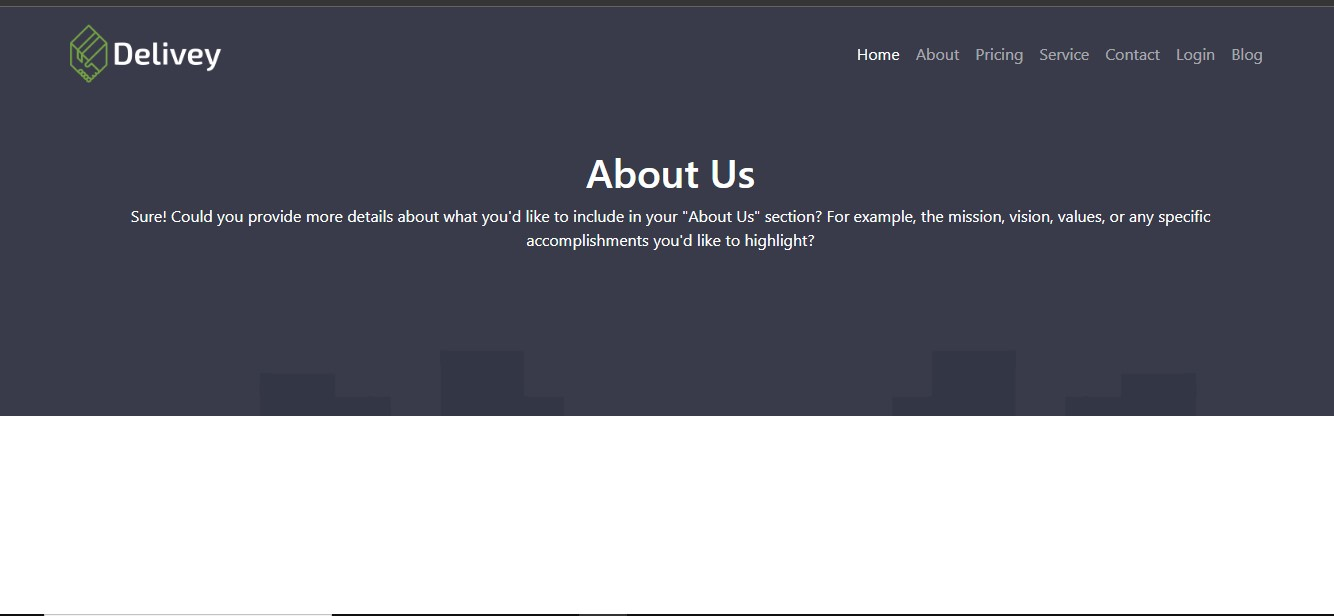 Delivey
Home About Pricing Service Contact Login Blog
About Us
Sure! Could you provide more details about what you'd like to include in your "About Us" section? For example, the mission, vision, values, or any specific
accomplishments you'd like to highlight?